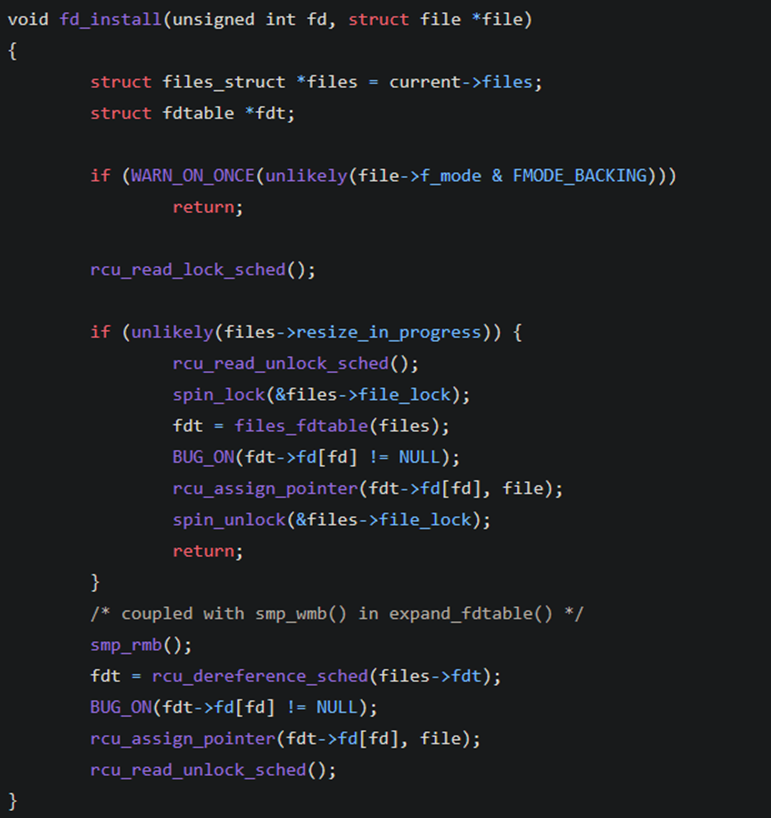 void fd_install(unsigned int fd, struct file *file)
{
        struct files_struct *files = current->files;
        struct fdtable *fdt;

        if (WARN_ON_ONCE(unlikely(file->f_mode & FMODE_BACKING)))
                return;

        rcu_read_lock_sched();

        if (unlikely(files->resize_in_progress)) {
                rcu_read_unlock_sched();
                spin_lock(&files->file_lock);
                fdt = files_fdtable(files);
                BUG_ON(fdt->fd[fd] != NULL);
                rcu_assign_pointer(fdt->fd[fd], file);
                spin_unlock(&files->file_lock);
                return;
        }
        /* coupled with smp_wmb() in expand_fdtable() */
        smp_rmb();
        fdt = rcu_dereference_sched(files->fdt);
        BUG_ON(fdt->fd[fd] != NULL);
        rcu_assign_pointer(fdt->fd[fd], file);
        rcu_read_unlock_sched();
}